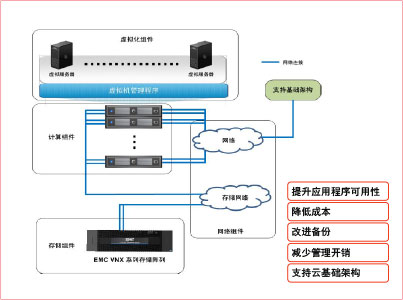 虚拟化组件
虚拟服务器
虚拟服务器
虚拟机管理程序
网络连接
支持基础架构
计算组件
网络
存储网络
网络组件
存储组件
EMC VNX 系列存储阵列
提升应用程序可用性
降低成本
改进备份
减少管理开销
支持云基础架构